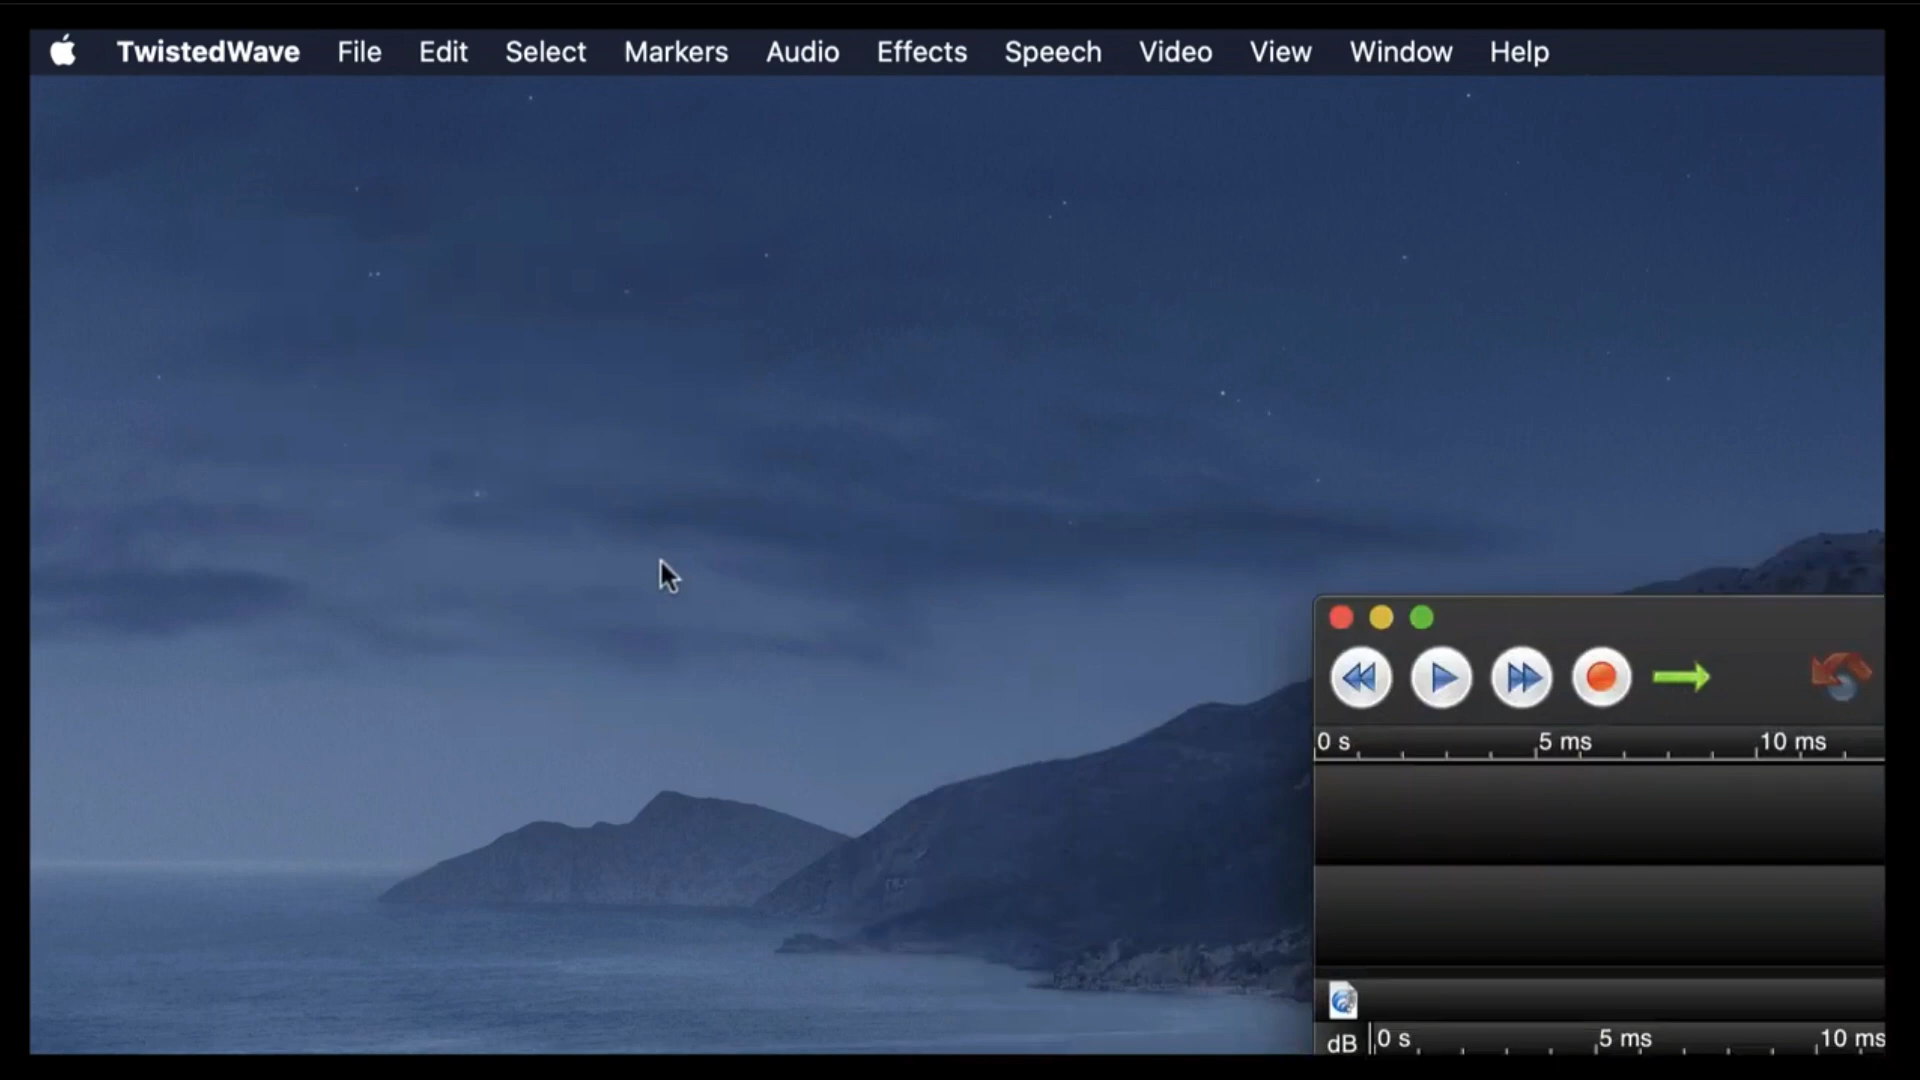 TwistedWave File Edit Select Markers Audio Effects Speech Video View Window Help
0 s 5 ms 10 ms
dB 0 s 5 ms 10 ms